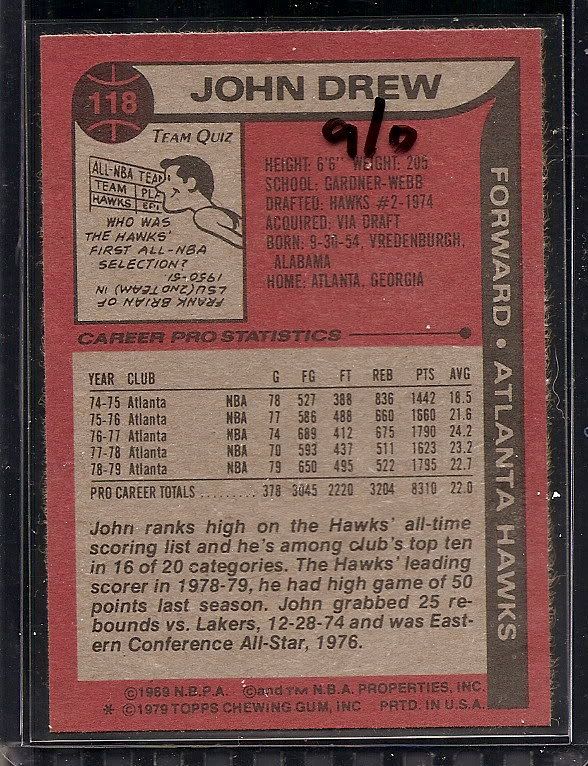 118
JOHN DREW
9/0
TEAM QUIZ
ALL-NBA TEAM
TEAM PL
HAWKS
WHO WAS
THE HAWKS'
FIRST ALL-NBA
SELECTION?
FRANK BRIAN OF
LSU (2ND TEAM) IN
1950-51
HEIGHT: 6'6" WEIGHT: 205
SCHOOL: GARDNER-WEBB
DRAFTED: HAWKS #2-1974
ACQUIRED: VIA DRAFT
BORN: 9-30-54, VREDENBURGH,
ALABAMA
HOME: ATLANTA, GEORGIA
FORWARD • ATLANTA HAWKS
CAREER PRO STATISTICS
YEAR CLUB G FG FT REB PTS AVG
74-75 Atlanta NBA 78 527 388 836 1442 18.5
75-76 Atlanta NBA 77 586 488 660 1660 21.6
76-77 Atlanta NBA 74 689 412 675 1790 24.2
77-78 Atlanta NBA 70 593 437 511 1623 23.2
78-79 Atlanta NBA 79 650 495 522 1795 22.7
PRO CAREER TOTALS .......... 378 3045 2220 3204 8310 22.0
John ranks high on the Hawks' all-time
scoring list and he's among club's top ten
in 16 of 20 categories. The Hawks' leading
scorer in 1978-79, he had high game of 50
points last season. John grabbed 25 re-
bounds vs. Lakers, 12-28-74 and was East-
ern Conference All-Star, 1976.
©1969 N.B.P.A. ©and TM N.B.A. PROPERTIES, INC.
* ©1979 TOPPS CHEWING GUM, INC PRTD. IN U.S.A.